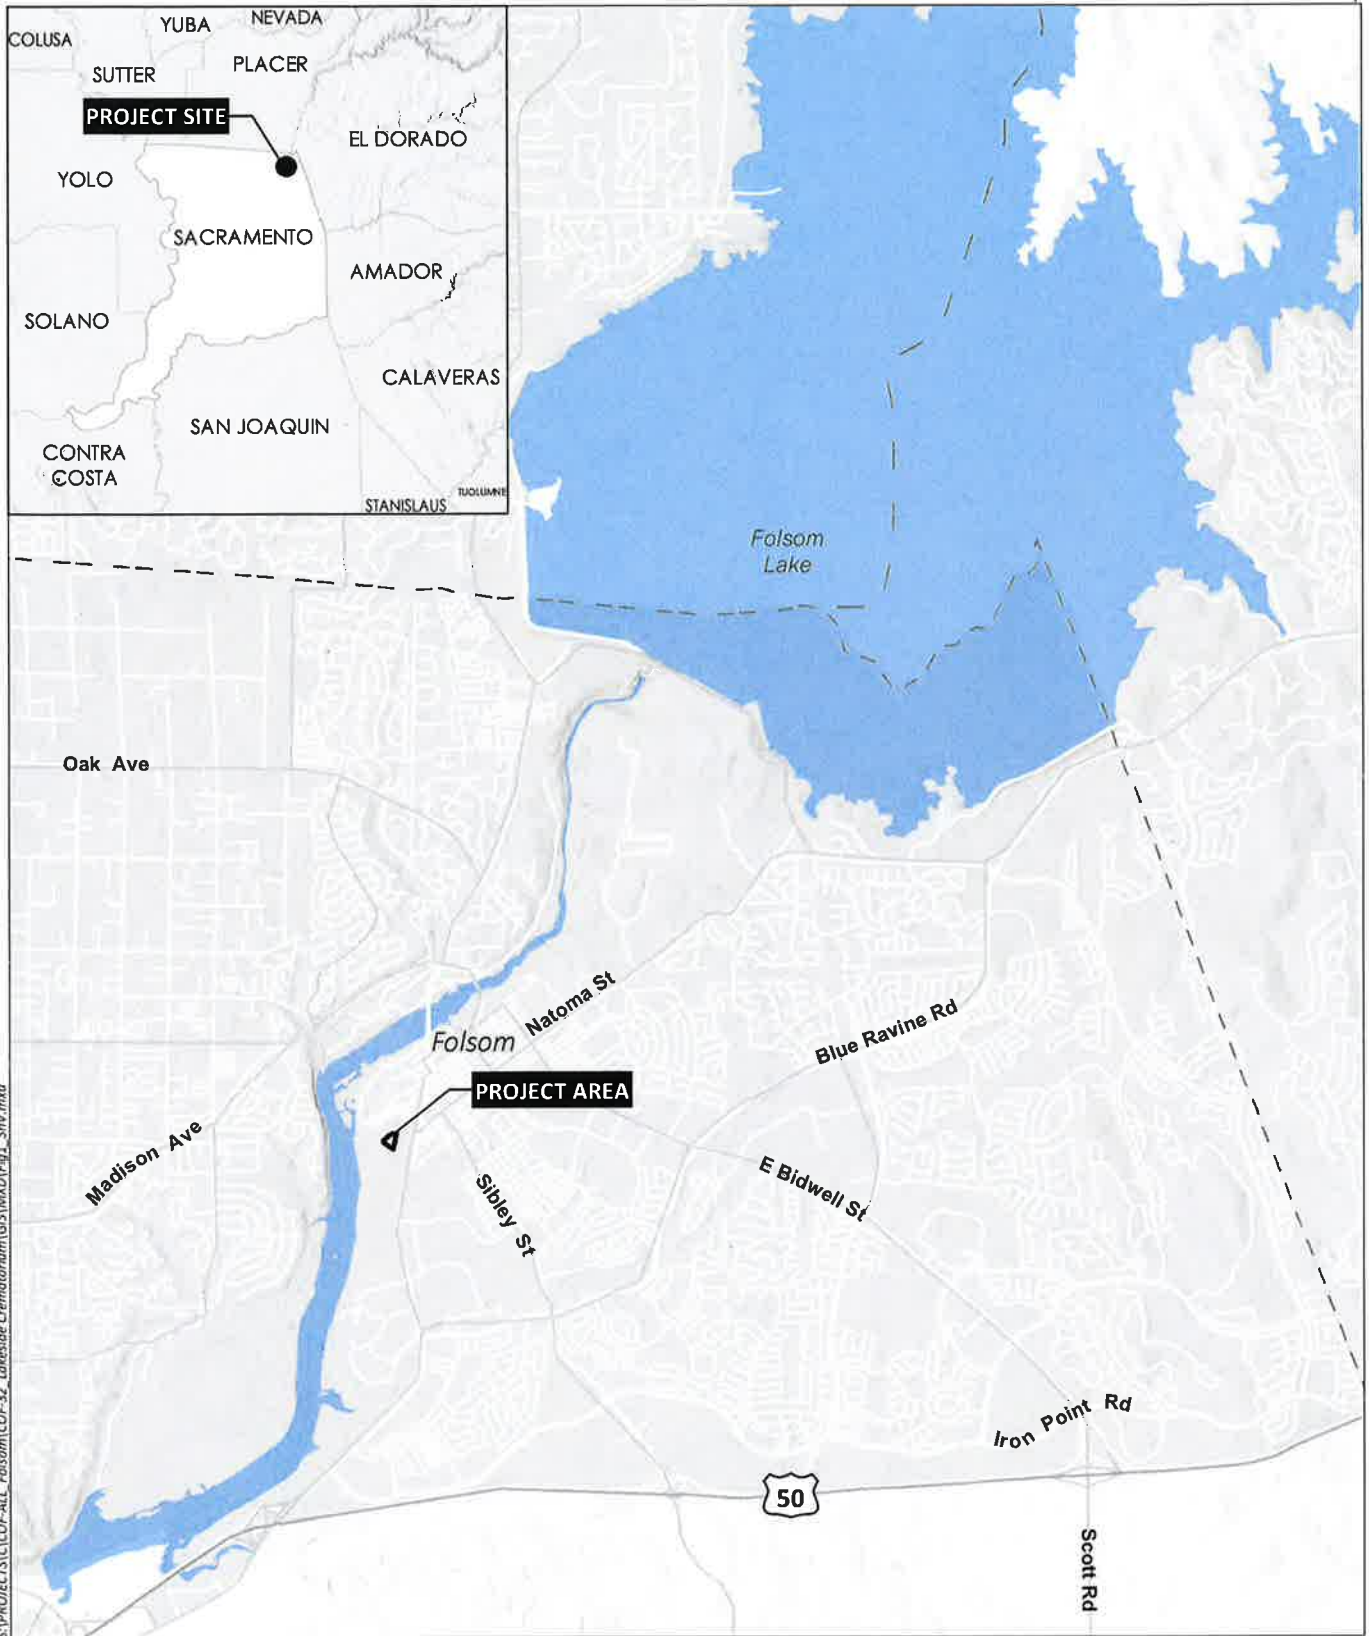 NEVADA
YUBA
COLUSA
PLACER
SUTTER
PROJECT SITE
EL DORADO
YOLO
SACRAMENTO
AMADOR
SOLANO
CALAVERAS
SAN JOAQUIN
CONTRA
COSTA
TUOLUMNE
STANISLAUS
Folsom
Lake
Oak Ave
Natoma St
Blue Ravine Rd
Folsom
PROJECT AREA
Madison Ave
E Bidwell St
Sibley St
Iron Point Rd
50
Scott Rd